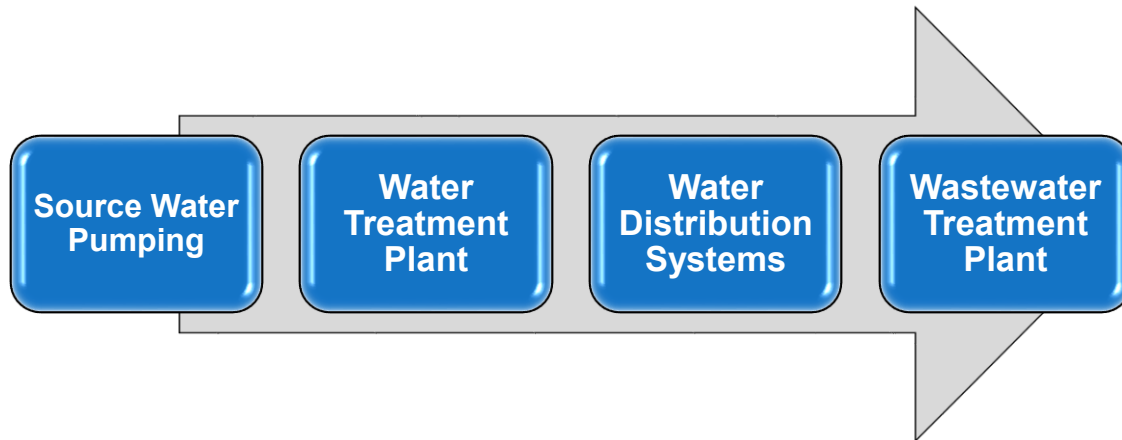 Source Water
Pumping
Water
Treatment
Plant
Water
Distribution
Systems
Wastewater
Treatment
Plant